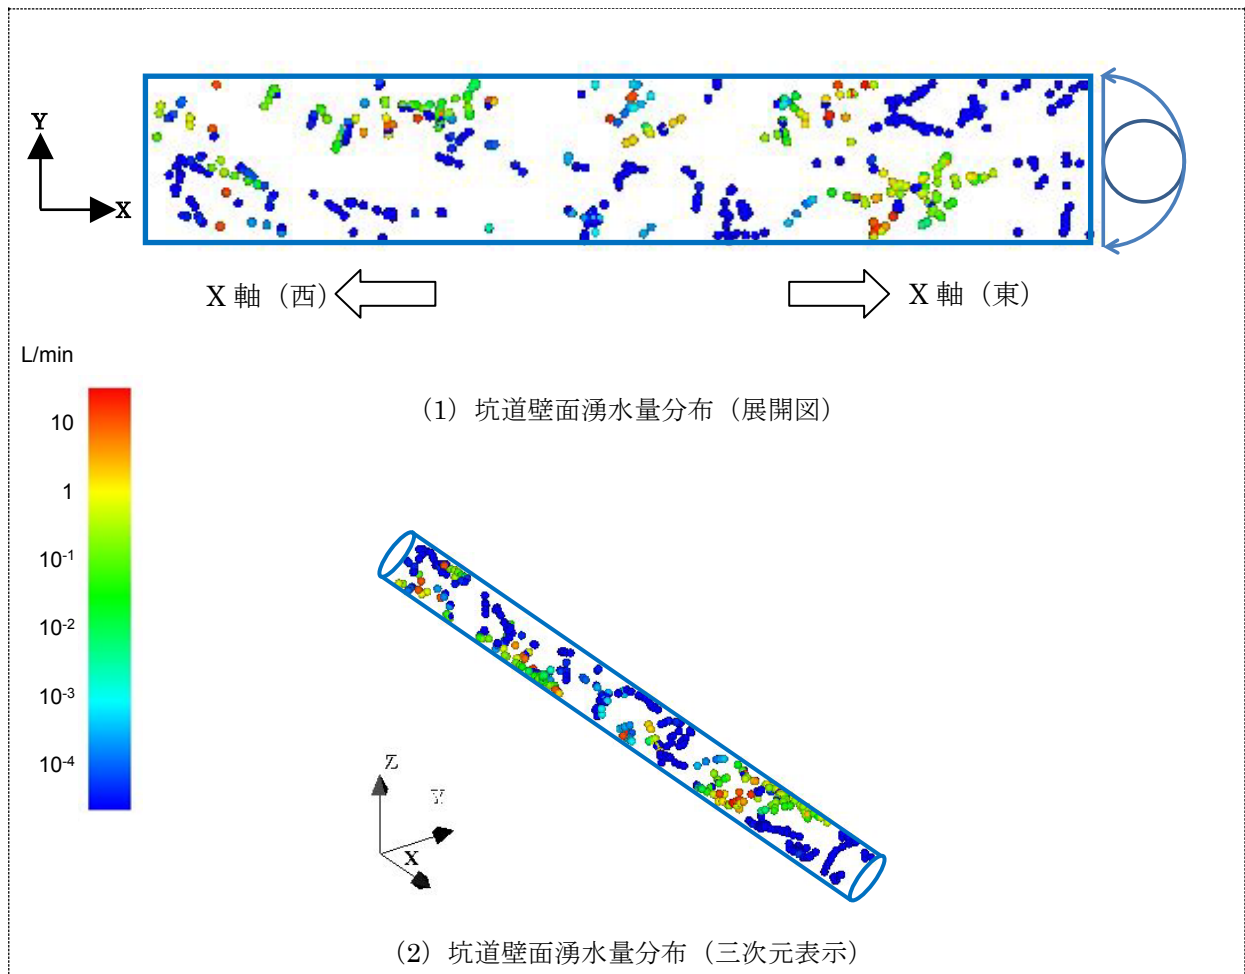 Y
X
X 軸（西）
X 軸（東）
L/min
(1) 坑道壁面湧水量分布（展開図）
10
1
10-1
10-2
10-3
10-4
Z
Y
X
(2) 坑道壁面湧水量分布（三次元表示）